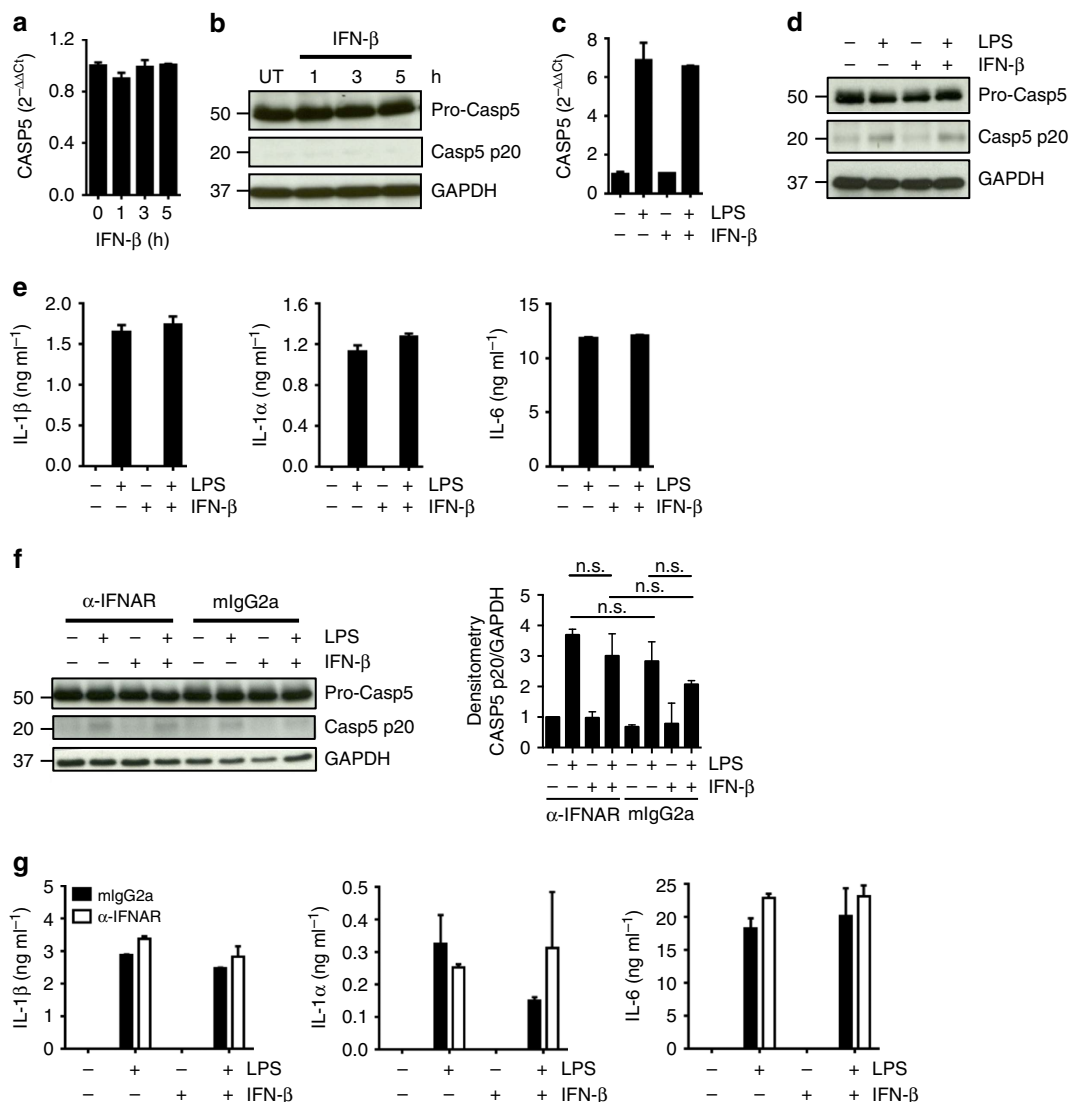 a
CASP5 (2−ΔΔCt)
1.2
0.8
0.4
0.0
0 1 3 5
IFN-β (h)
b
IFN-β
UT 1 3 5 h
50 Pro-Casp5
20 Casp5 p20
37 GAPDH
c
CASP5 (2−ΔΔCt)
8
6
4
2
0
– + – + LPS
– – + + IFN-β
d
– + – + LPS
– – + + IFN-β
50 Pro-Casp5
20 Casp5 p20
37 GAPDH
e
IL-1β (ng ml−1)
2.0
1.5
1.0
0.5
0.0
– + – + LPS
– – + + IFN-β
IL-1α (ng ml−1)
1.6
1.2
0.8
0.4
0.0
– + – + LPS
– – + + IFN-β
IL-6 (ng ml−1)
15
10
5
0
– + – + LPS
– – + + IFN-β
f
α-IFNAR mIgG2a
– + – + – + – + LPS
– – + + – – + + IFN-β
50 Pro-Casp5
20 Casp5 p20
37 GAPDH
Densitometry
CASP5 p20/GAPDH
n.s. n.s.
n.s.
n.s.
5
4
3
2
1
0
– + – + – + – + LPS
– – + + – – + + IFN-β
α-IFNAR mIgG2a
g
IL-1β (ng ml−1)
5
4
3
2
1
0
mIgG2a
α-IFNAR
– + – + LPS
– – + + IFN-β
IL-1α (ng ml−1)
0.5
0.4
0.3
0.2
0.1
0.0
– + – + LPS
– – + + IFN-β
IL-6 (ng ml−1)
25
20
15
10
5
0
– + – + LPS
– – + + IFN-β